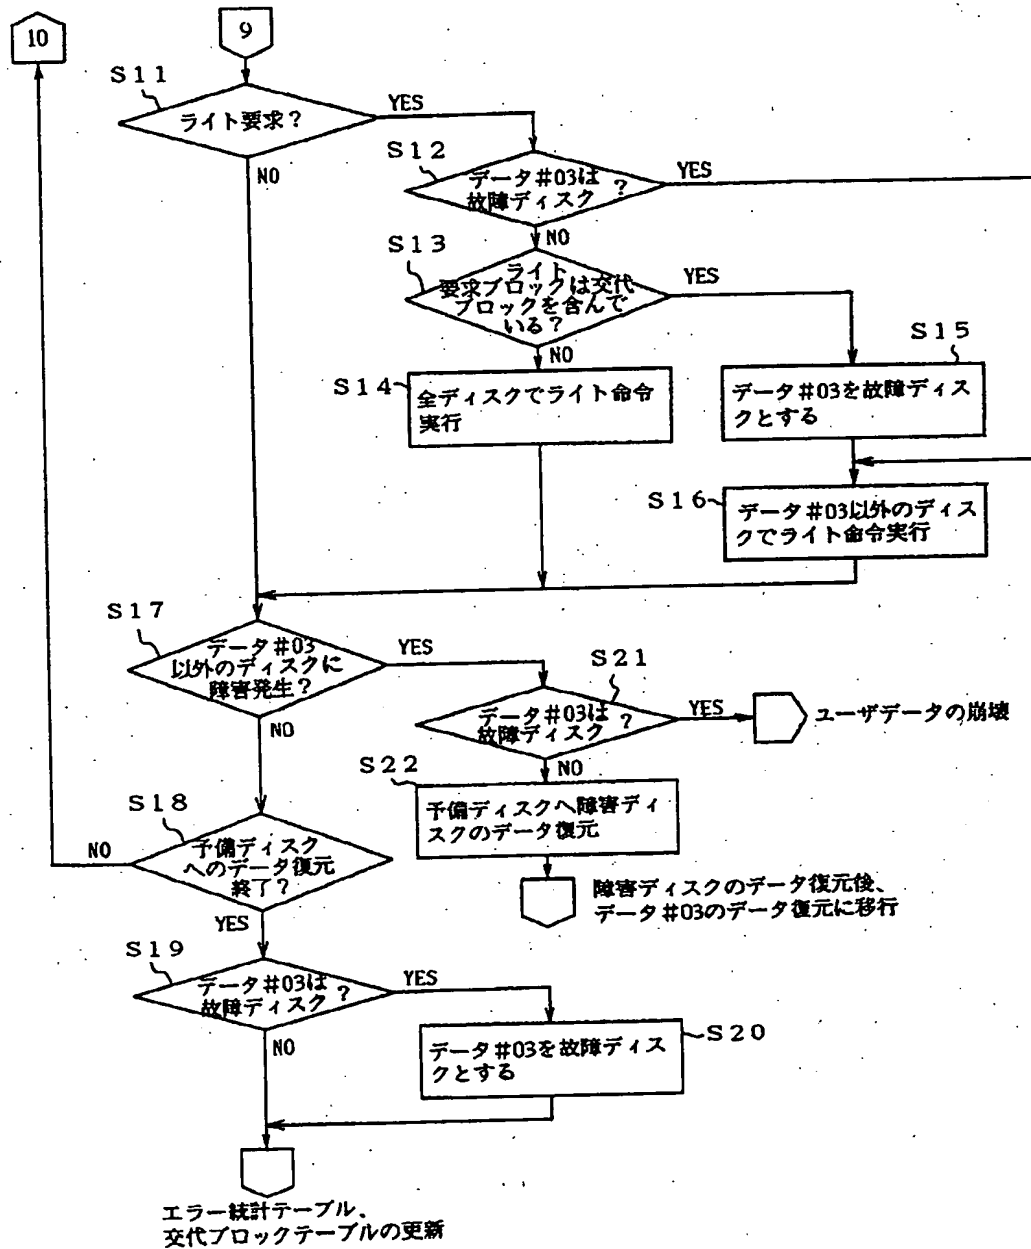 10
9
S11
ライト要求?
YES
NO
S12
データ#03は
故障ディスク
?
YES
NO
S13
ライト
要求ブロックは交代
ブロックを含んで
いる?
YES
NO
S14
全ディスクでライト命令
実行
S15
データ#03を故障ディス
クとする
S16
データ#03以外のディス
クでライト命令実行
S17
データ#03
以外のディスクに
障害発生?
YES
NO
S21
データ#03は
故障ディスク
?
YES
ユーザデータの崩壊
NO
S22
予備ディスクへ障害ディ
スクのデータ復元
障害ディスクのデータ復元後、
データ#03のデータ復元に移行
S18
予備ディスク
へのデータ復元
終了?
NO
YES
S19
データ#03は
故障ディスク
?
YES
NO
S20
データ#03を故障ディス
クとする
エラー統計テーブル、
交代ブロックテーブルの更新